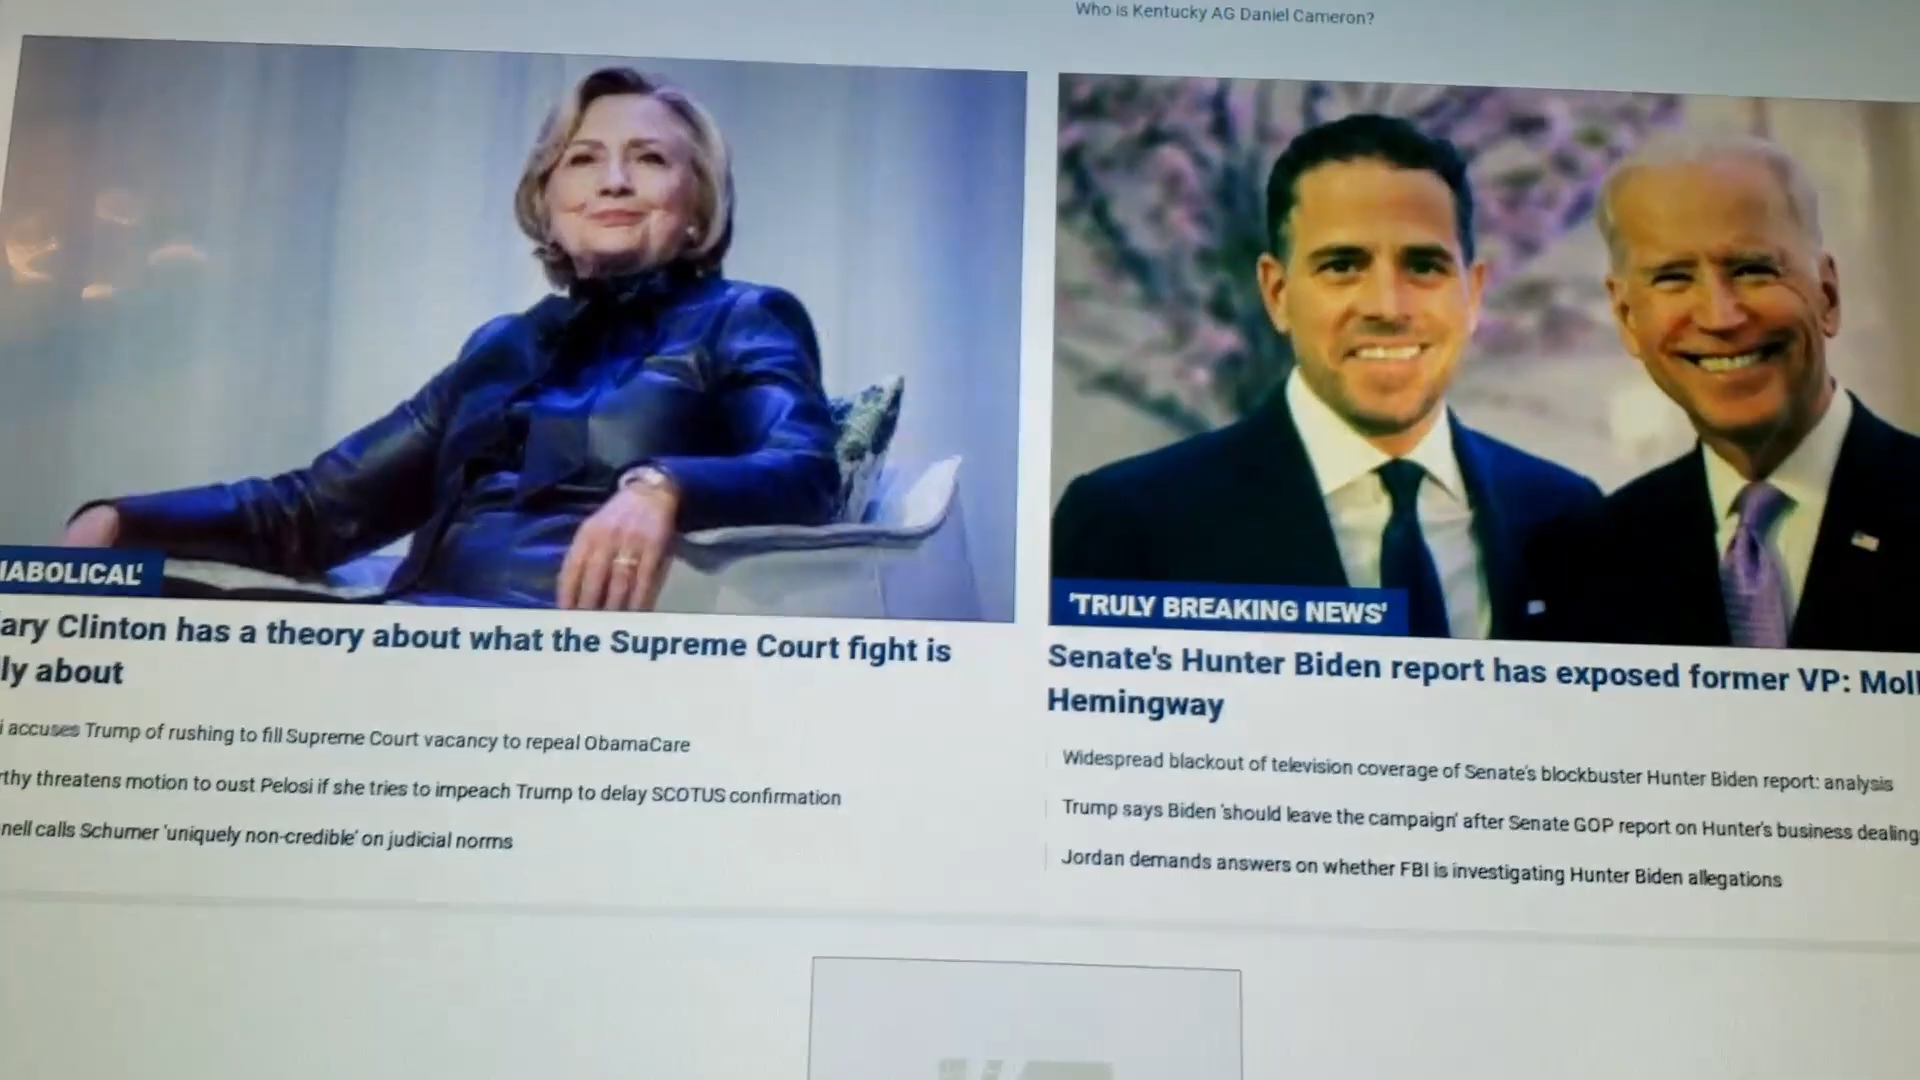 Who is Kentucky AG Daniel Cameron?
IABOLICAL'
ary Clinton has a theory about what the Supreme Court fight is
lly about
i accuses Trump of rushing to fill Supreme Court vacancy to repeal ObamaCare
rthy threatens motion to oust Pelosi if she tries to impeach Trump to delay SCOTUS confirmation
nell calls Schumer 'uniquely non-credible' on judicial norms
'TRULY BREAKING NEWS'
Senate's Hunter Biden report has exposed former VP: Moll
Hemingway
Widespread blackout of television coverage of Senate's blockbuster Hunter Biden report: analysis
Trump says Biden 'should leave the campaign' after Senate GOP report on Hunter's business dealing
Jordan demands answers on whether FBI is investigating Hunter Biden allegations